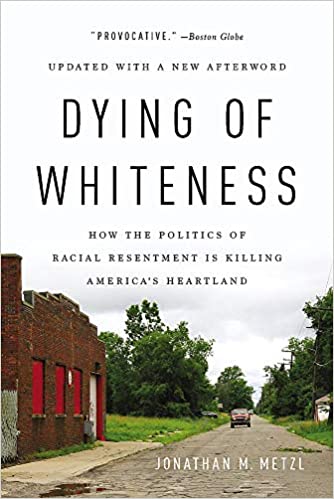 "PROVOCATIVE." —Boston Globe
UPDATED WITH A NEW AFTERWORD
DYING OF
WHITENESS
HOW THE POLITICS OF
RACIAL RESENTMENT IS KILLING
AMERICA'S HEARTLAND
JONATHAN M. METZL